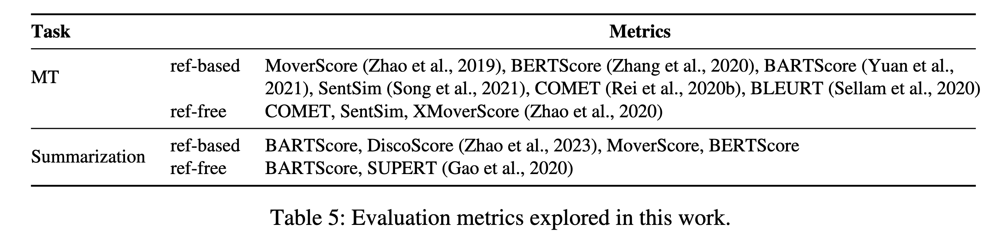 Task Metrics
MT
ref-based MoverScore (Zhao et al., 2019), BERTScore (Zhang et al., 2020), BARTScore (Yuan et al.,
2021), SentSim (Song et al., 2021), COMET (Rei et al., 2020b), BLEURT (Sellam et al., 2020)
ref-free COMET, SentSim, XMoverScore (Zhao et al., 2020)
Summarization
ref-based BARTScore, DiscoScore (Zhao et al., 2023), MoverScore, BERTScore
ref-free BARTScore, SUPERT (Gao et al., 2020)
Table 5: Evaluation metrics explored in this work.